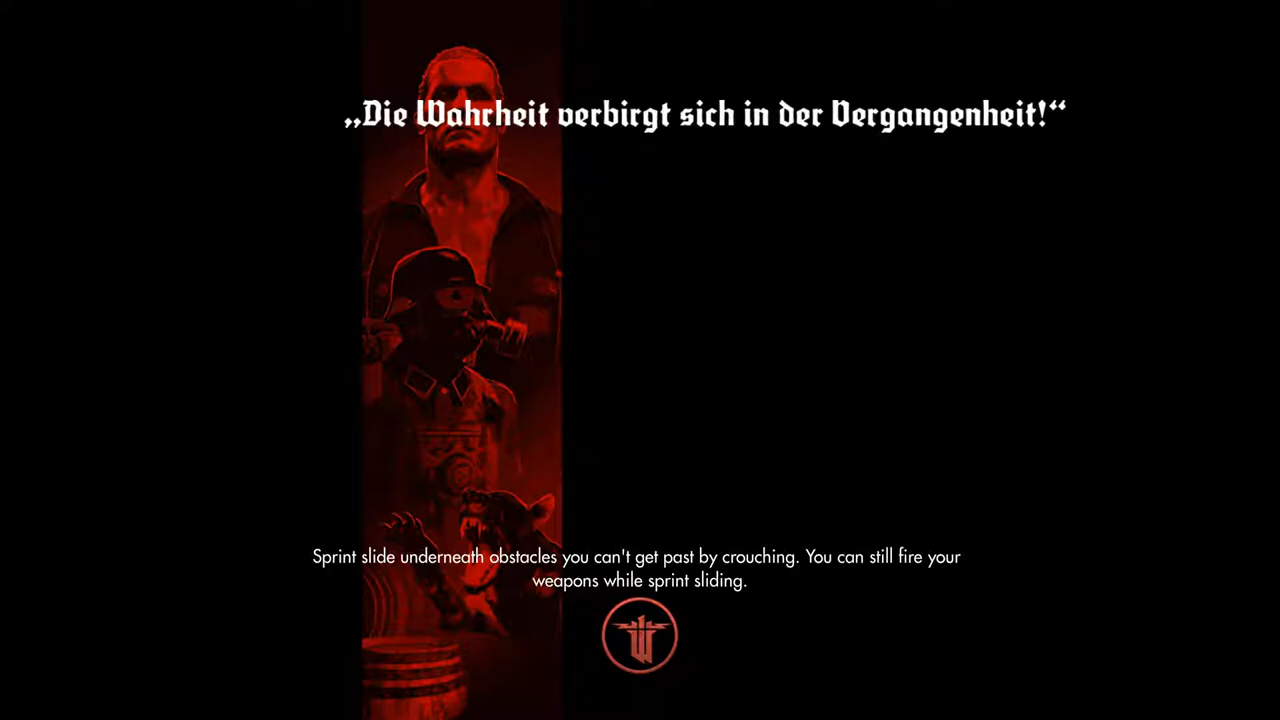 „Die Wahrheit verbirgt sich in der Vergangenheit!“
Sprint slide underneath obstacles you can't get past by crouching. You can still fire your
weapons while sprint sliding.